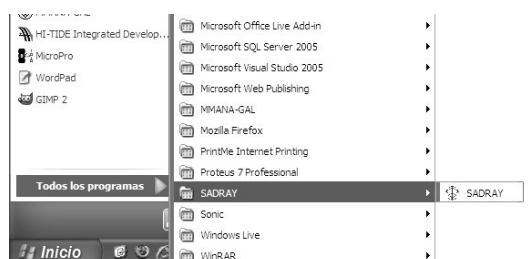 MMANA-GAL
HI-TIDE Integrated Develop...
MicroPro
WordPad
GIMP 2
Todos los programas
Inicio
Microsoft Office Live Add-in
Microsoft SQL Server 2005
Microsoft Visual Studio 2005
Microsoft Web Publishing
MMANA-GAL
Mozilla Firefox
PrintMe Internet Printing
Proteus 7 Professional
SADRAY
Sonic
Windows Live
WinRAR
SADRAY